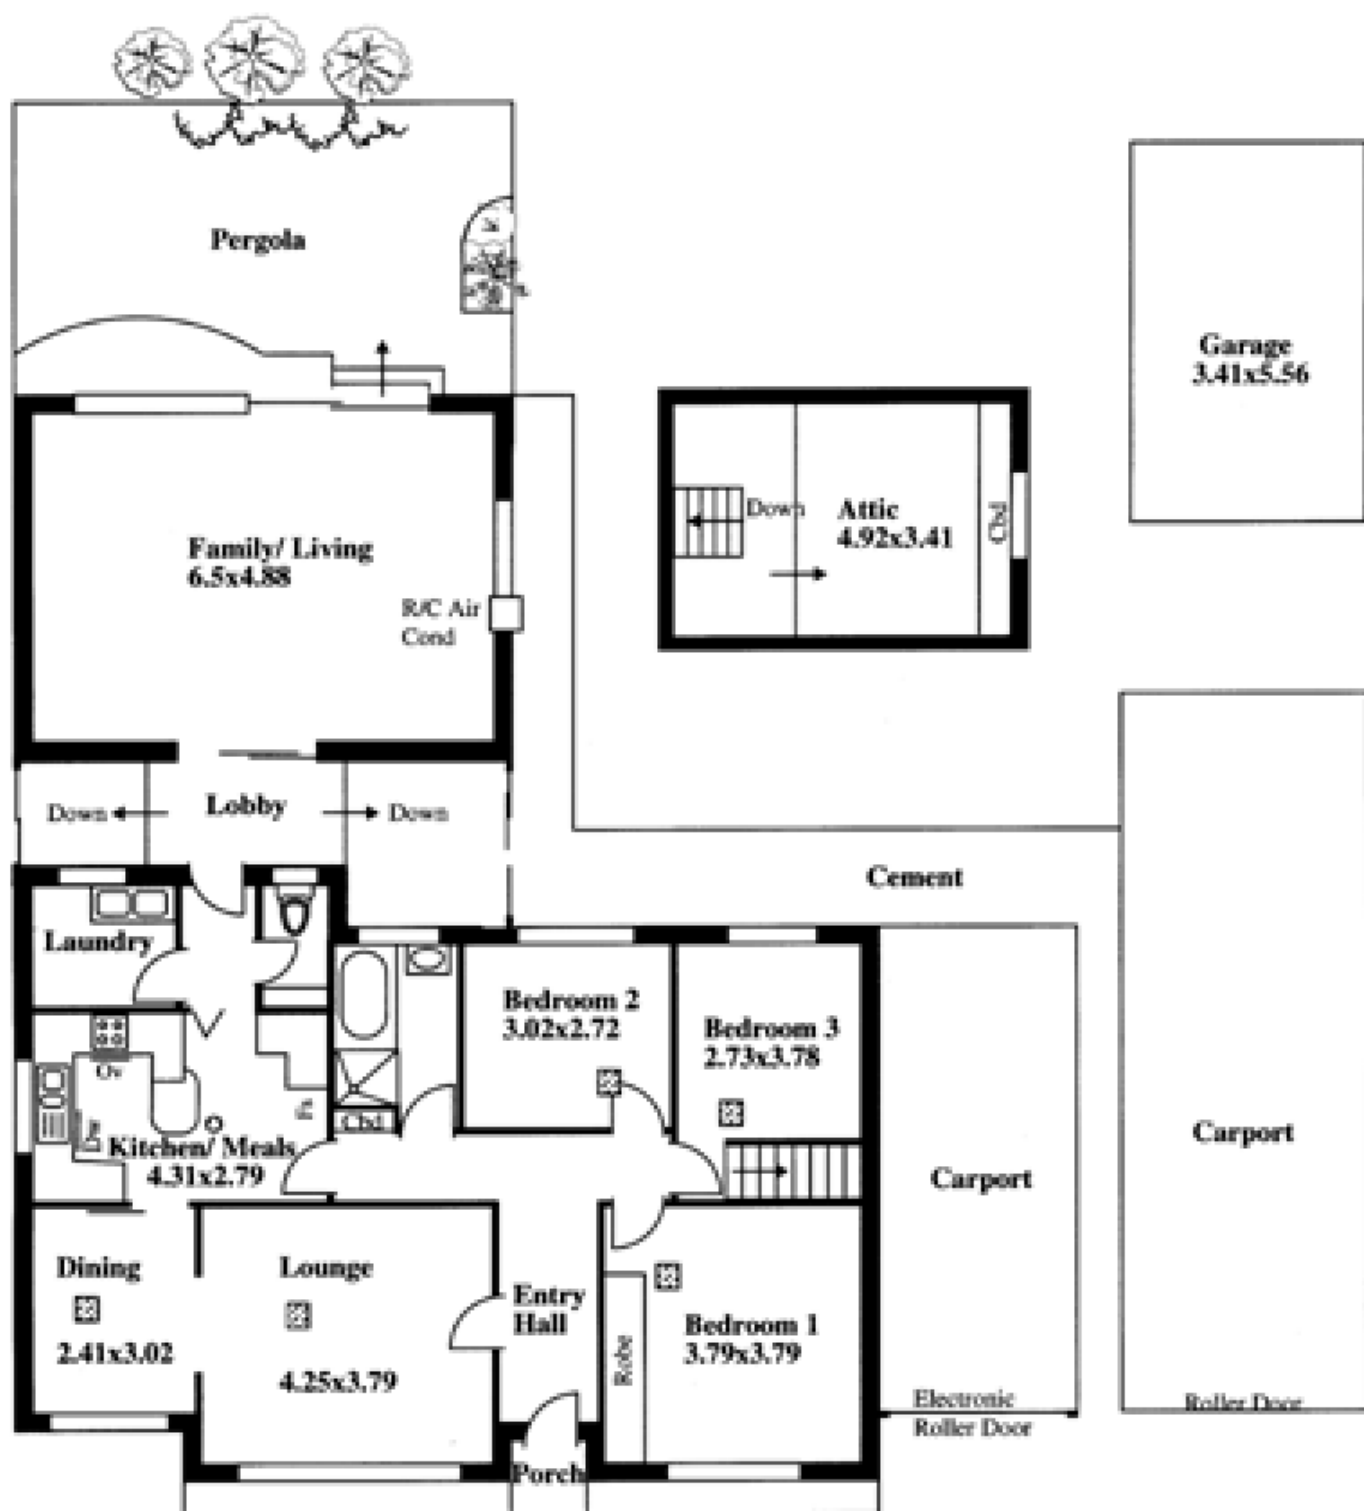 Pergola
Garage
3.41x5.56
Family/ Living
6.5x4.88
R/C Air
Cond
Down
Attic
4.92x3.41
Cbd
Down
Lobby
Down
Cement
Laundry
Bedroom 2
3.02x2.72
Bedroom 3
2.73x3.78
Ov
Dw
Cbd
Kitchen/ Meals
4.31x2.79
Carport
Carport
Dining
2.41x3.02
Lounge
4.25x3.79
Entry
Hall
Robe
Bedroom 1
3.79x3.79
Electronic
Roller Door
Roller Door
Porch